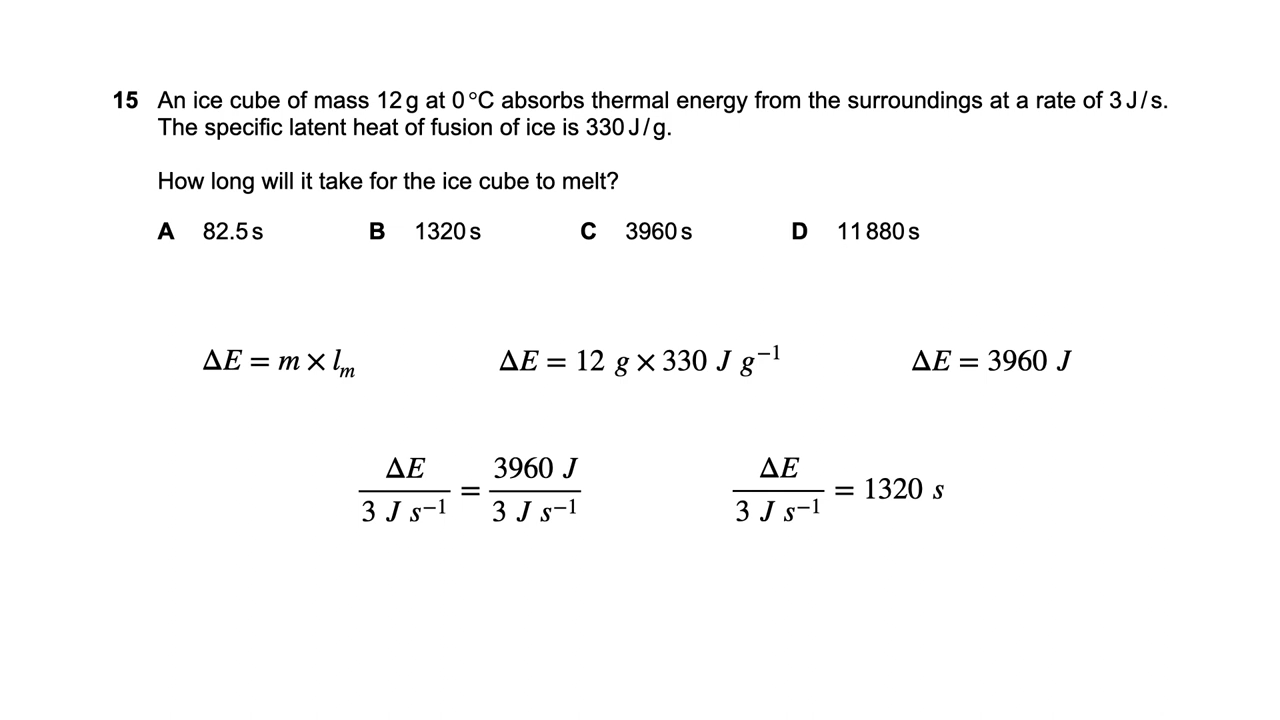 15 An ice cube of mass 12 g at 0 °C absorbs thermal energy from the surroundings at a rate of 3 J / s.
The specific latent heat of fusion of ice is 330 J / g.
How long will it take for the ice cube to melt?
A 82.5 s B 1320 s C 3960 s D 11 880 s
ΔE = m × l_m ΔE = 12 g × 330 J g⁻¹ ΔE = 3960 J
ΔE / 3 J s⁻¹ = 3960 J / 3 J s⁻¹ ΔE / 3 J s⁻¹ = 1320 s